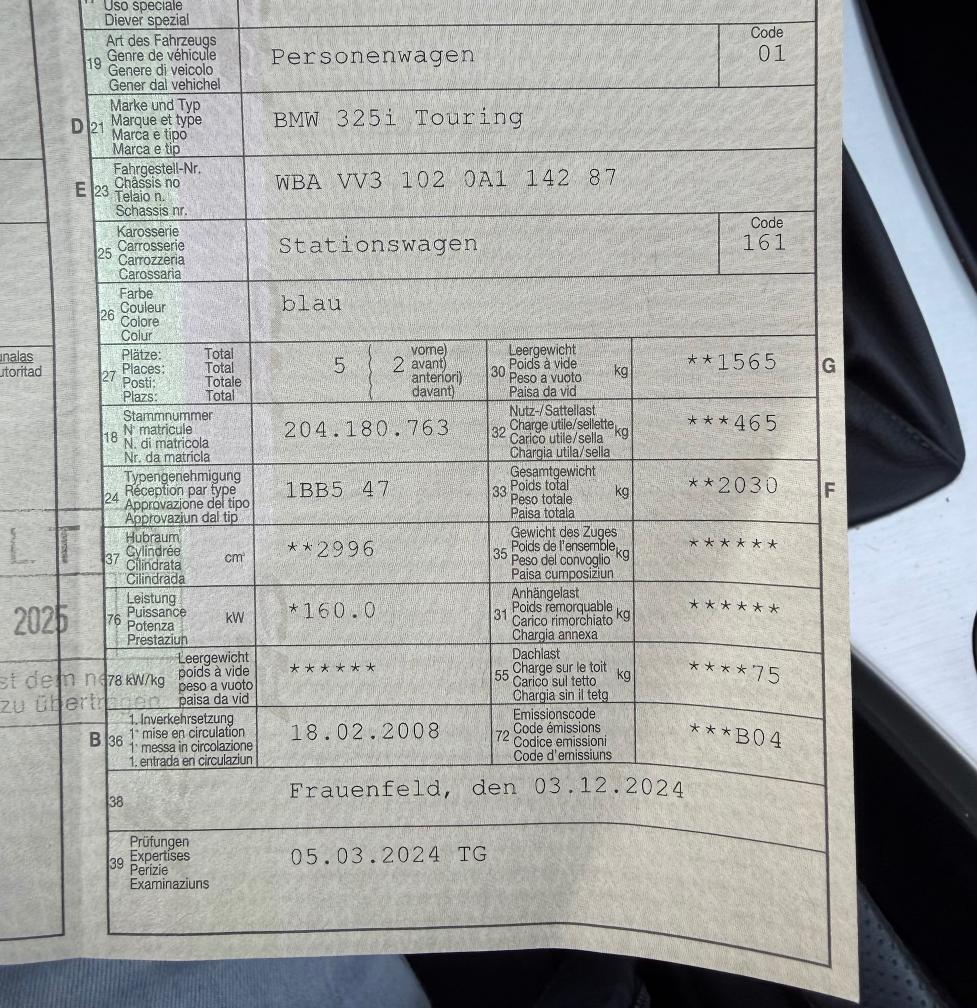 Uso speciale
Diever spezial
19 Art des Fahrzeugs
Genre de véhicule
Genere di veicolo
Gener dal vehichel
Personenwagen
Code
01
D 21 Marke und Typ
Marque et type
Marca e tipo
Marca e tip
BMW 325i Touring
E 23 Fahrgestell-Nr.
Châssis no
Telaio n.
Schassis nr.
WBA VV3 102 0A1 142 87
25 Karosserie
Carrosserie
Carrozzeria
Carossaria
Stationswagen
Code
161
26 Farbe
Couleur
Colore
Colur
blau
27 Plätze: Total
Places: Total
Posti: Totale
Plazs: Total
5 ( 2 vorne)
avant)
anteriori)
davant)
30 Leergewicht
Poids à vide
Peso a vuoto
Paisa da vid
kg
**1565
G
18 Stammnummer
N° matricule
N. di matricola
Nr. da matricla
204.180.763
32 Nutz-/Sattellast
Charge utile/sellette
Carico utile/sella
Chargia utila/sella
kg
***465
24 Typengenehmigung
Réception par type
Approvazione del tipo
Approvaziun dal tip
1BB5 47
33 Gesamtgewicht
Poids total
Peso totale
Paisa totala
kg
**2030
F
37 Hubraum
Cylindrée
Cilindrata
Cilindrada
cm³
**2996
35 Gewicht des Zuges
Poids de l'ensemble
Peso del convoglio
Paisa cumposiziun
kg
******
76 Leistung
Puissance
Potenza
Prestaziun
kW
*160.0
31 Anhängelast
Poids remorquable
Carico rimorchiato
Chargia annexa
kg
******
78 kW/kg Leergewicht
poids à vide
peso a vuoto
paisa da vid
******
55 Dachlast
Charge sur le toit
Carico sul tetto
Chargia sin il tetg
kg
****75
B 36 1. Inverkehrsetzung
1ʳᵉ mise en circulation
1ª messa in circolazione
1. entrada en circulaziun
18.02.2008
72 Emissionscode
Code émissions
Codice emissioni
Code d'emissiuns
***B04
38 Frauenfeld, den 03.12.2024
39 Prüfungen
Expertises
Perizie
Examinaziuns
05.03.2024 TG
2025
st dem
zu übertragen